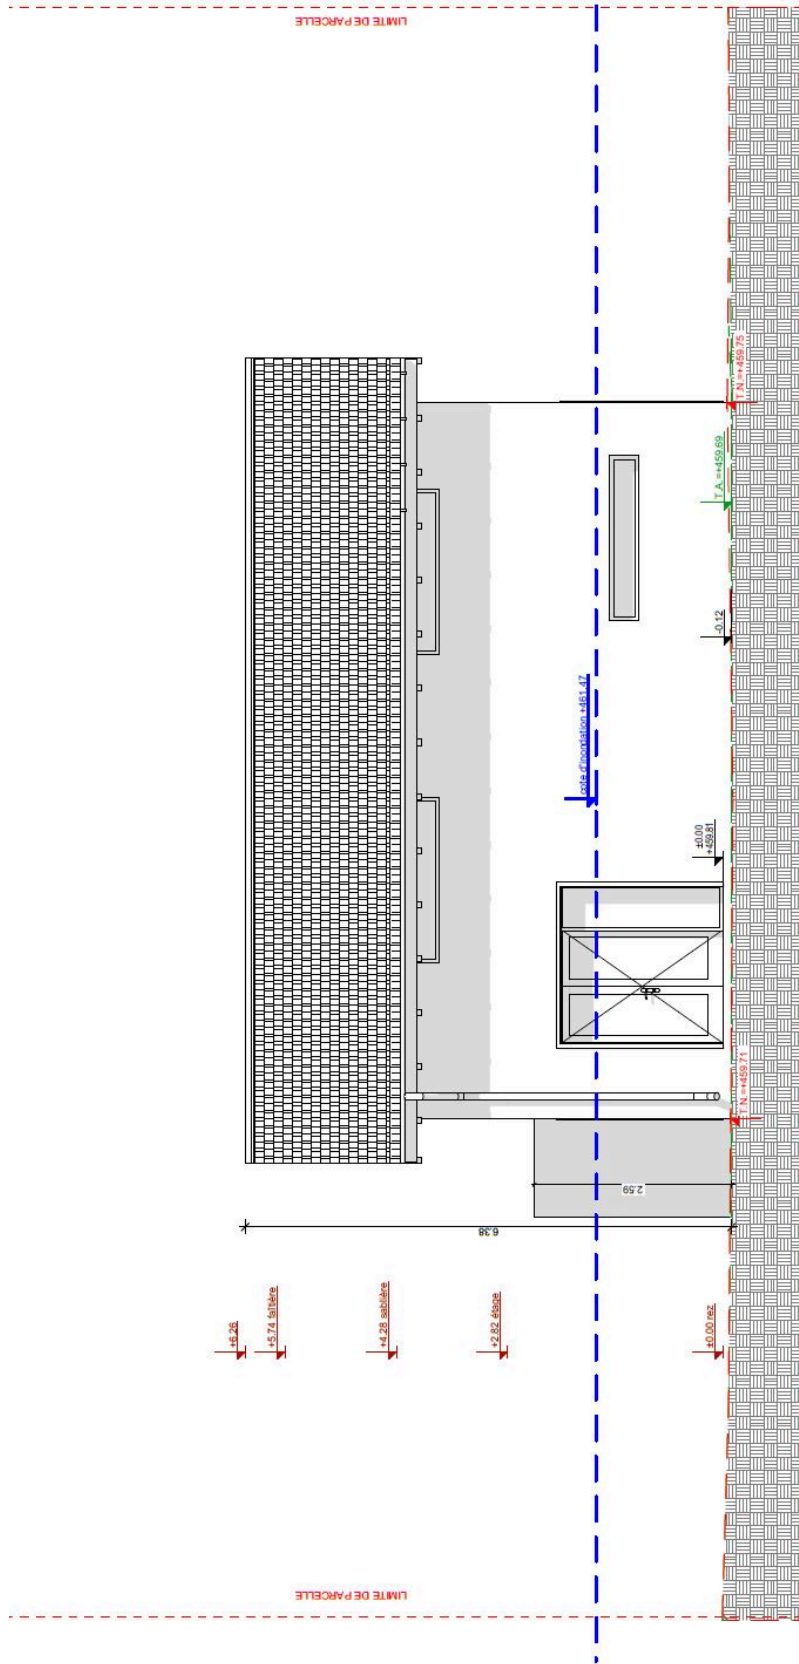 LIMITE DE PARCELLE
T.N.=+459.75
T.A.=+459.69
-0.12
cote d'inondation +461.47
±0.00
+459.81
T.N.=+459.71
2.59
6.38
+6.26
+5.74 faîtière
+4.28 sablière
+2.82 étage
±0.00 rez
LIMITE DE PARCELLE